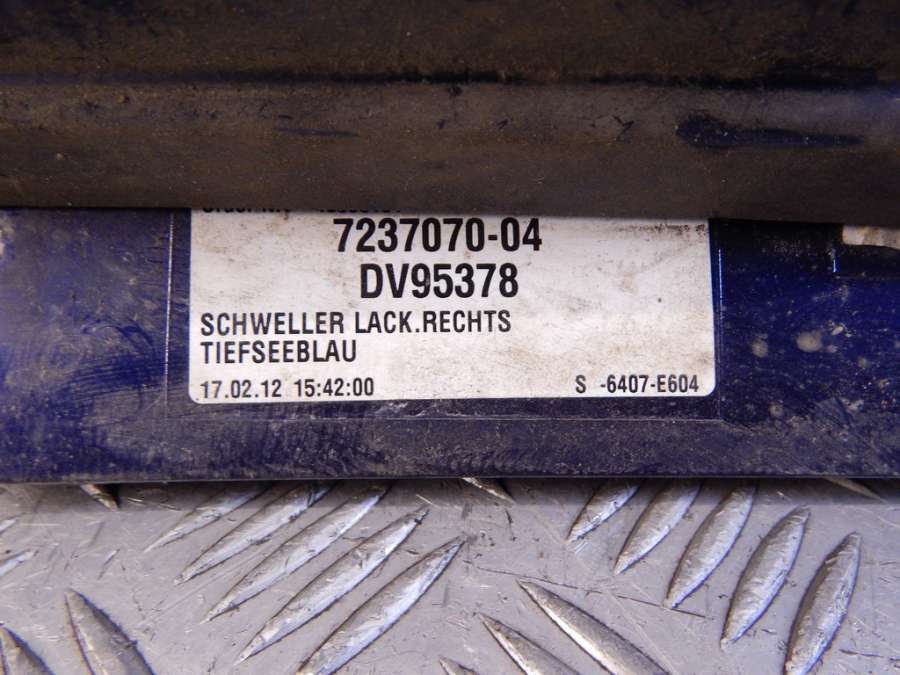 7237070-04
DV95378
SCHWELLER LACK.RECHTS
TIEFSEEBLAU
17.02.12 15:42:00 S -6407-E604